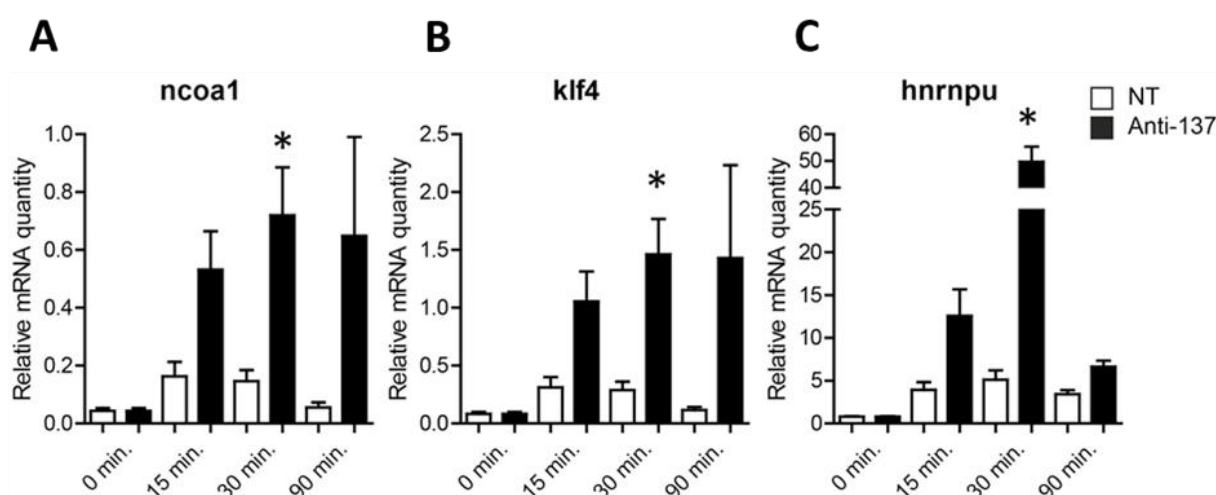 A
B
C
ncoa1
klf4
hnrnpu
NT
Anti-137
Relative mRNA quantity
1.0
0.8
0.6
0.4
0.2
0.0
0 min.
15 min.
30 min.
90 min.
*
Relative mRNA quantity
2.5
2.0
1.5
1.0
0.5
0.0
0 min.
15 min.
30 min.
90 min.
*
Relative mRNA quantity
60
50
40
25
20
15
10
5
0
0 min.
15 min.
30 min.
90 min.
*